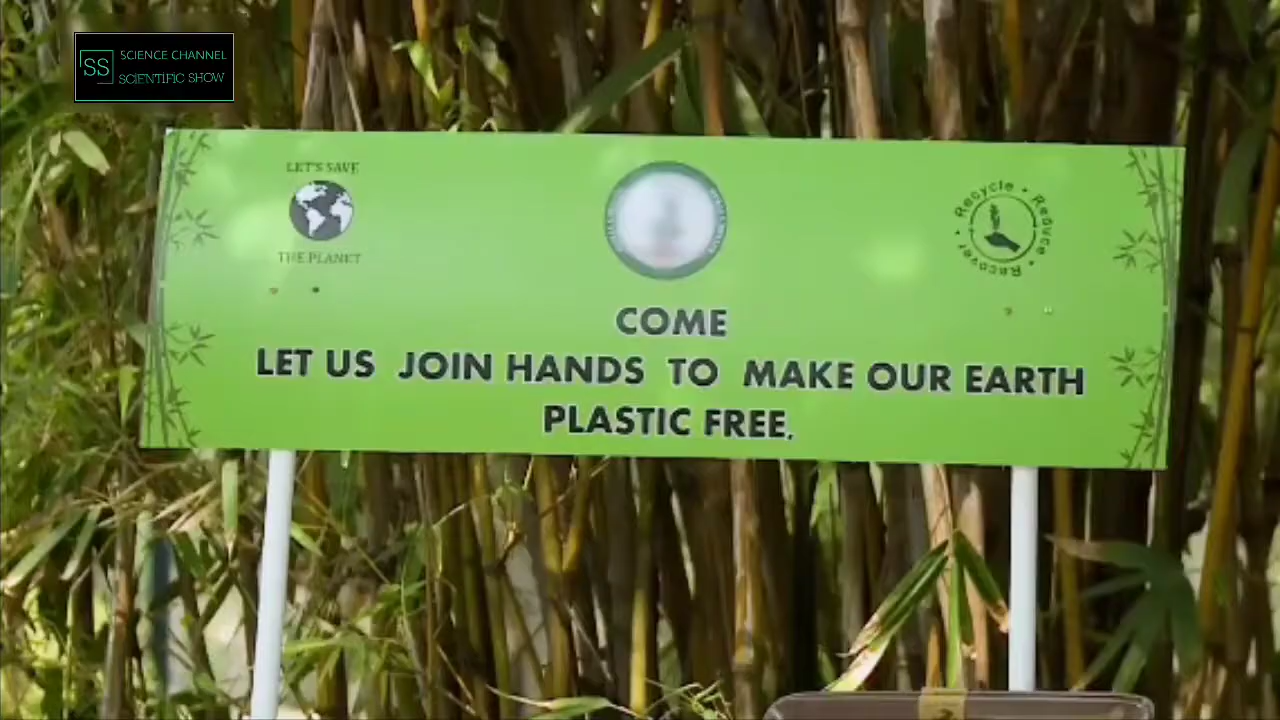 SS
SCIENCE CHANNEL
SCIENTIFIC SHOW
LET'S SAVE
THE PLANET
Recycle • Reduce • Recover •
COME
LET US JOIN HANDS TO MAKE OUR EARTH
PLASTIC FREE.